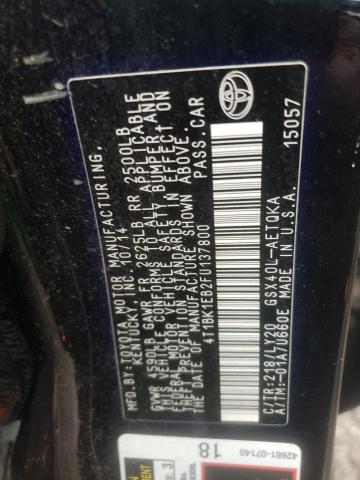 MFD.BY: TOYOTA MOTOR MANUFACTURING,
KENTUCKY INC. 10/14
GVWR 4590LB GAWR FR 2625LB RR 2500LB
THIS VEHICLE CONFORMS TO ALL APPLICABLE
FEDERAL MOTOR VEHICLE SAFETY, BUMPER, AND
THEFT PREVENTION STANDARDS IN EFFECT ON
THE DATE OF MANUFACTURE SHOWN ABOVE.
4T1BK1EB2FU137800 PASS. CAR
TOYOTA
C/TR:218/LY20 GSX40L-AETQKA 15057
A/TM:-01A/U660E MADE IN U.S.A.
42661-07140
18